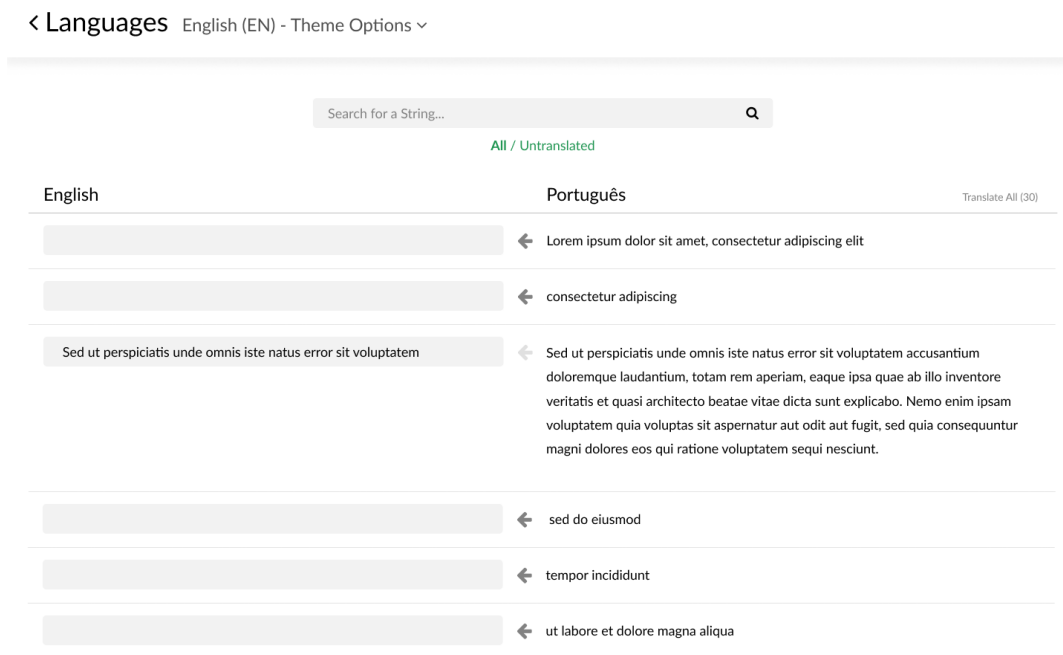 Languages English (EN) - Theme Options
Search for a String...
All / Untranslated
English Português Translate All (30)
Lorem ipsum dolor sit amet, consectetur adipiscing elit
consectetur adipiscing
Sed ut perspiciatis unde omnis iste natus error sit voluptatem
Sed ut perspiciatis unde omnis iste natus error sit voluptatem accusantium
doloremque laudantium, totam rem aperiam, eaque ipsa quae ab illo inventore
veritatis et quasi architecto beatae vitae dicta sunt explicabo. Nemo enim ipsam
voluptatem quia voluptas sit aspernatur aut odit aut fugit, sed quia consequuntur
magni dolores eos qui ratione voluptatem sequi nesciunt.
sed do eiusmod
tempor incididunt
ut labore et dolore magna aliqua